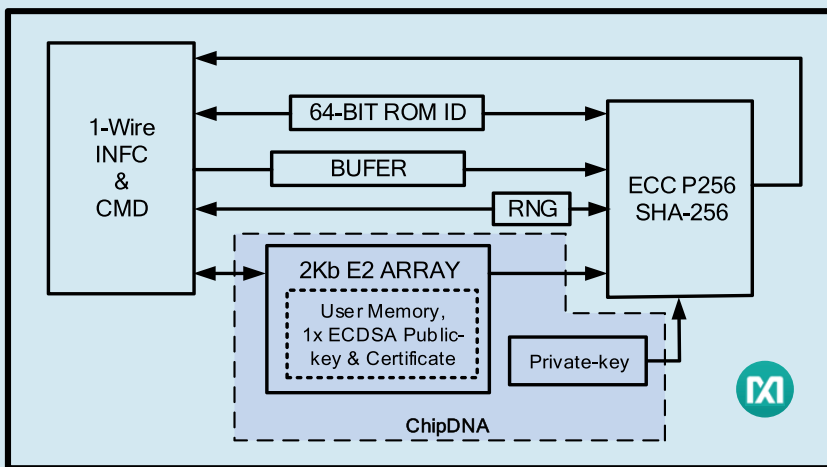 1-Wire
INFC
&
CMD
64-BIT ROM ID
BUFER
RNG
ECC P256
SHA-256
2Kb E2 ARRAY
User Memory,
1x ECDSA Public-
key & Certificate
Private-key
ChipDNA